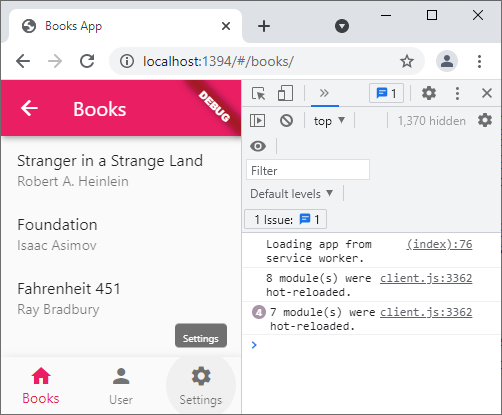 Books App
localhost:1394/#/books/
Books
DEBUG
Stranger in a Strange Land
Robert A. Heinlein
Foundation
Isaac Asimov
Fahrenheit 451
Ray Bradbury
Settings
Books
User
Settings
1
top
1,370 hidden
Filter
Default levels
1 Issue: 1
Loading app from (index):76
service worker.
8 module(s) were client.js:3362
hot-reloaded.
4 7 module(s) were client.js:3362
hot-reloaded.